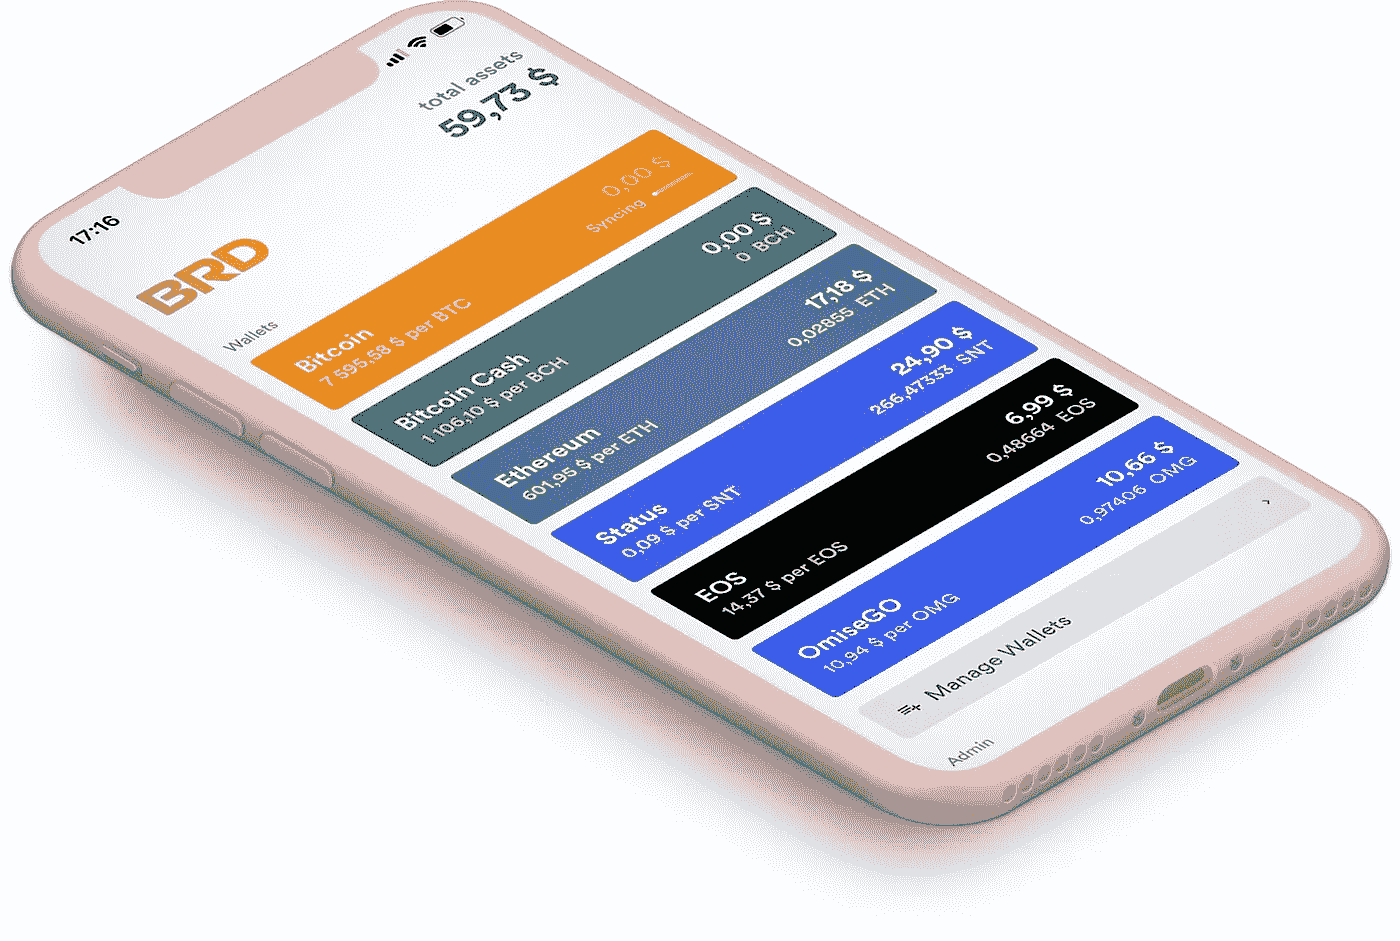 17:16
total assets
59,73 $
BRD
Wallets
Bitcoin
7 595,58 $ per BTC
0,00 $
Syncing
Bitcoin Cash
1 106,10 $ per BCH
0,00 $
0 BCH
Ethereum
601,95 $ per ETH
17,18 $
0,02855 ETH
Status
0,09 $ per SNT
24,90 $
266,47333 SNT
EOS
14,37 $ per EOS
6,99 $
0,48664 EOS
OmiseGO
10,94 $ per OMG
10,66 $
0,97406 OMG
Manage Wallets
Admin